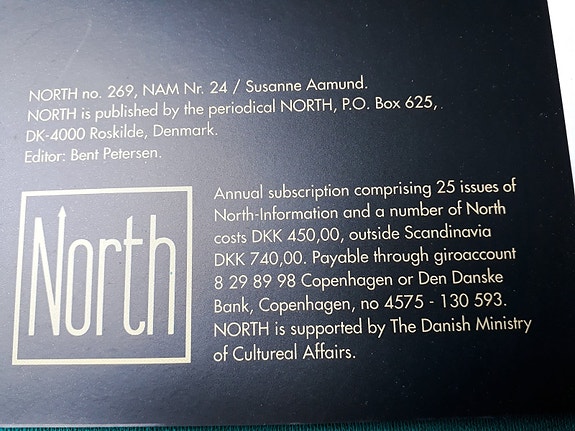 NORTH no. 269, NAM Nr. 24 / Susanne Aamund.
NORTH is published by the periodical NORTH, P.O. Box 625,
DK-4000 Roskilde, Denmark.
Editor: Bent Petersen.
North
Annual subscription comprising 25 issues of
North-Information and a number of North
costs DKK 450,00, outside Scandinavia
DKK 740,00. Payable through giroaccount
8 29 89 98 Copenhagen or Den Danske
Bank, Copenhagen, no 4575 - 130 593.
NORTH is supported by The Danish Ministry
of Cultureal Affairs.